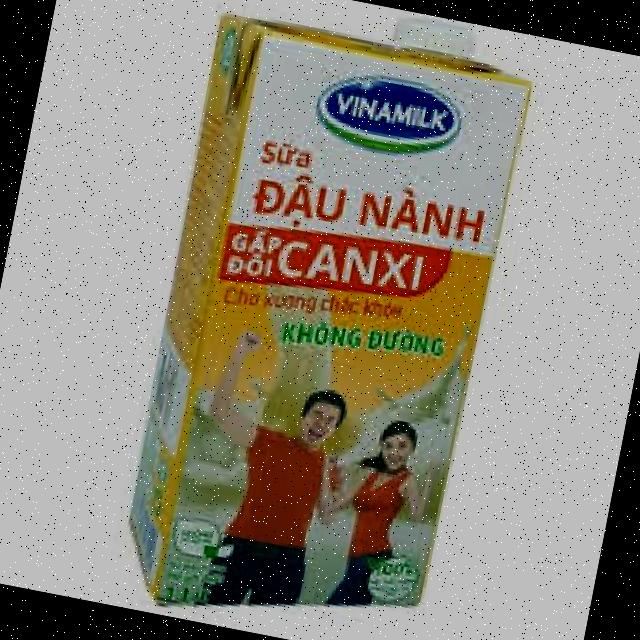 VINAMILK
Sữa
ĐẬU NÀNH
GẤP ĐÔI CANXI
Cho xương chắc khỏe
KHÔNG ĐƯỜNG